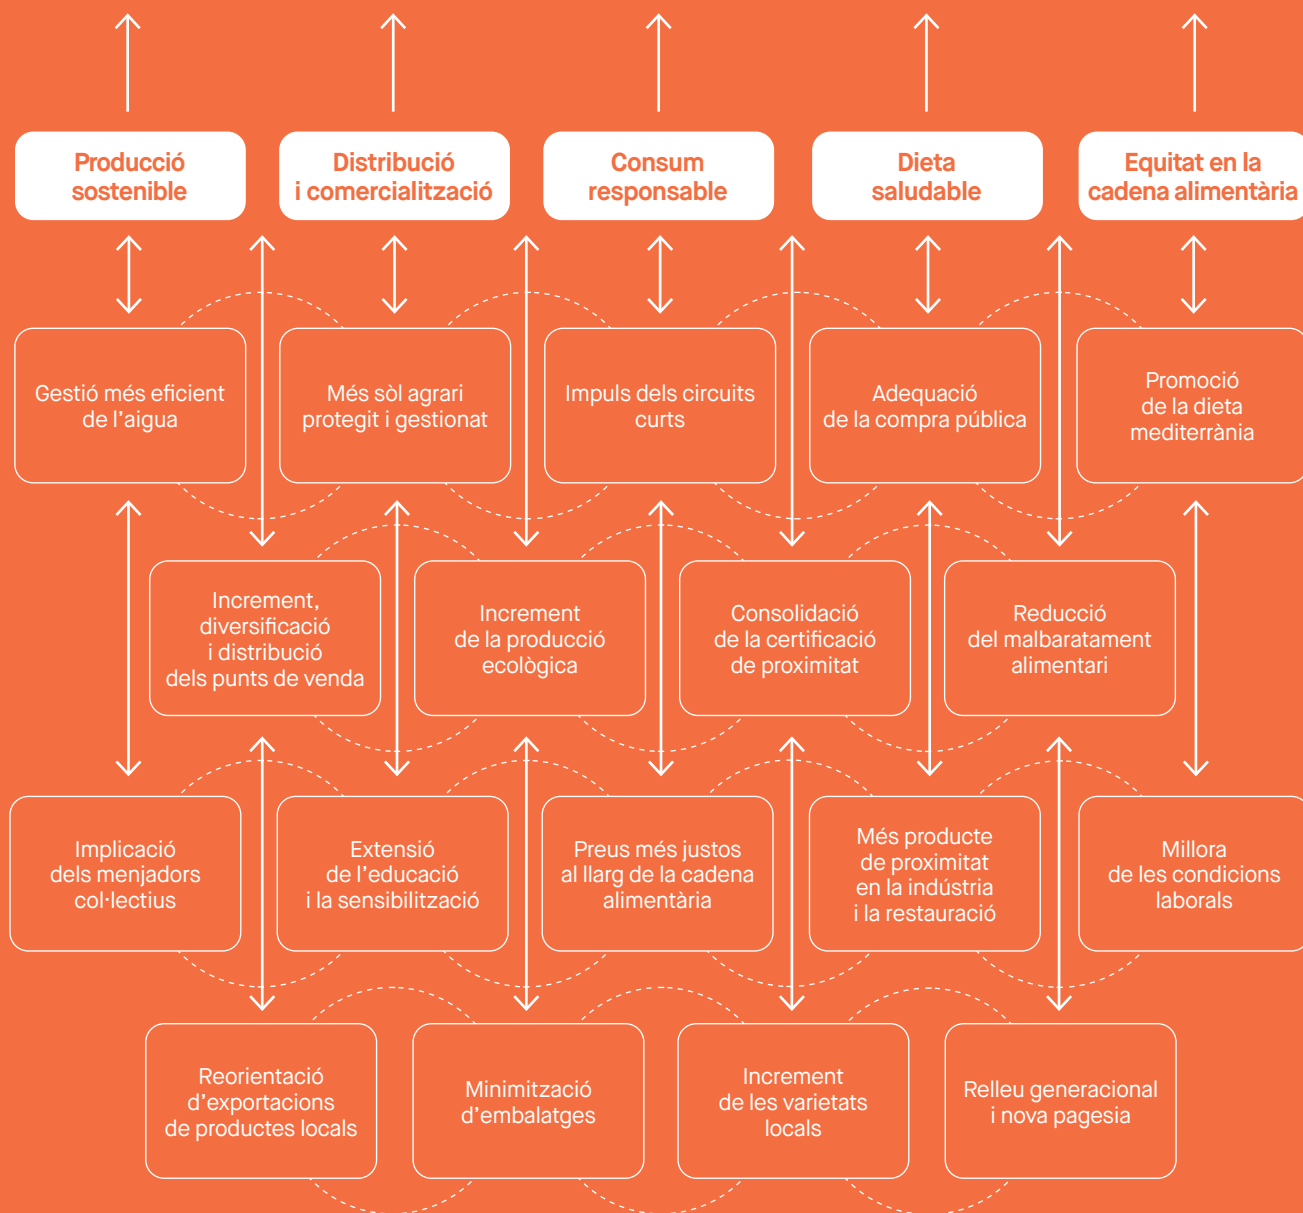 Producció
sostenible
Distribució
i comercialització
Consum
responsable
Dieta
saludable
Equitat en la
cadena alimentària
Gestió més eficient
de l’aigua
Més sòl agrari
protegit i gestionat
Impuls dels circuits
curts
Adequació
de la compra pública
Promoció
de la dieta
mediterrània
Increment,
diversificació
i distribució
dels punts de venda
Increment
de la producció
ecològica
Consolidació
de la certificació
de proximitat
Reducció
del malbaratament
alimentari
Implicació
dels menjadors
col·lectius
Extensió
de l’educació
i la sensibilització
Preus més justos
al llarg de la cadena
alimentària
Més producte
de proximitat
en la indústria
i la restauració
Millora
de les condicions
laborals
Reorientació
d’exportacions
de productes locals
Minimització
d’embalatges
Increment
de les varietats
locals
Relleu generacional
i nova pagesia